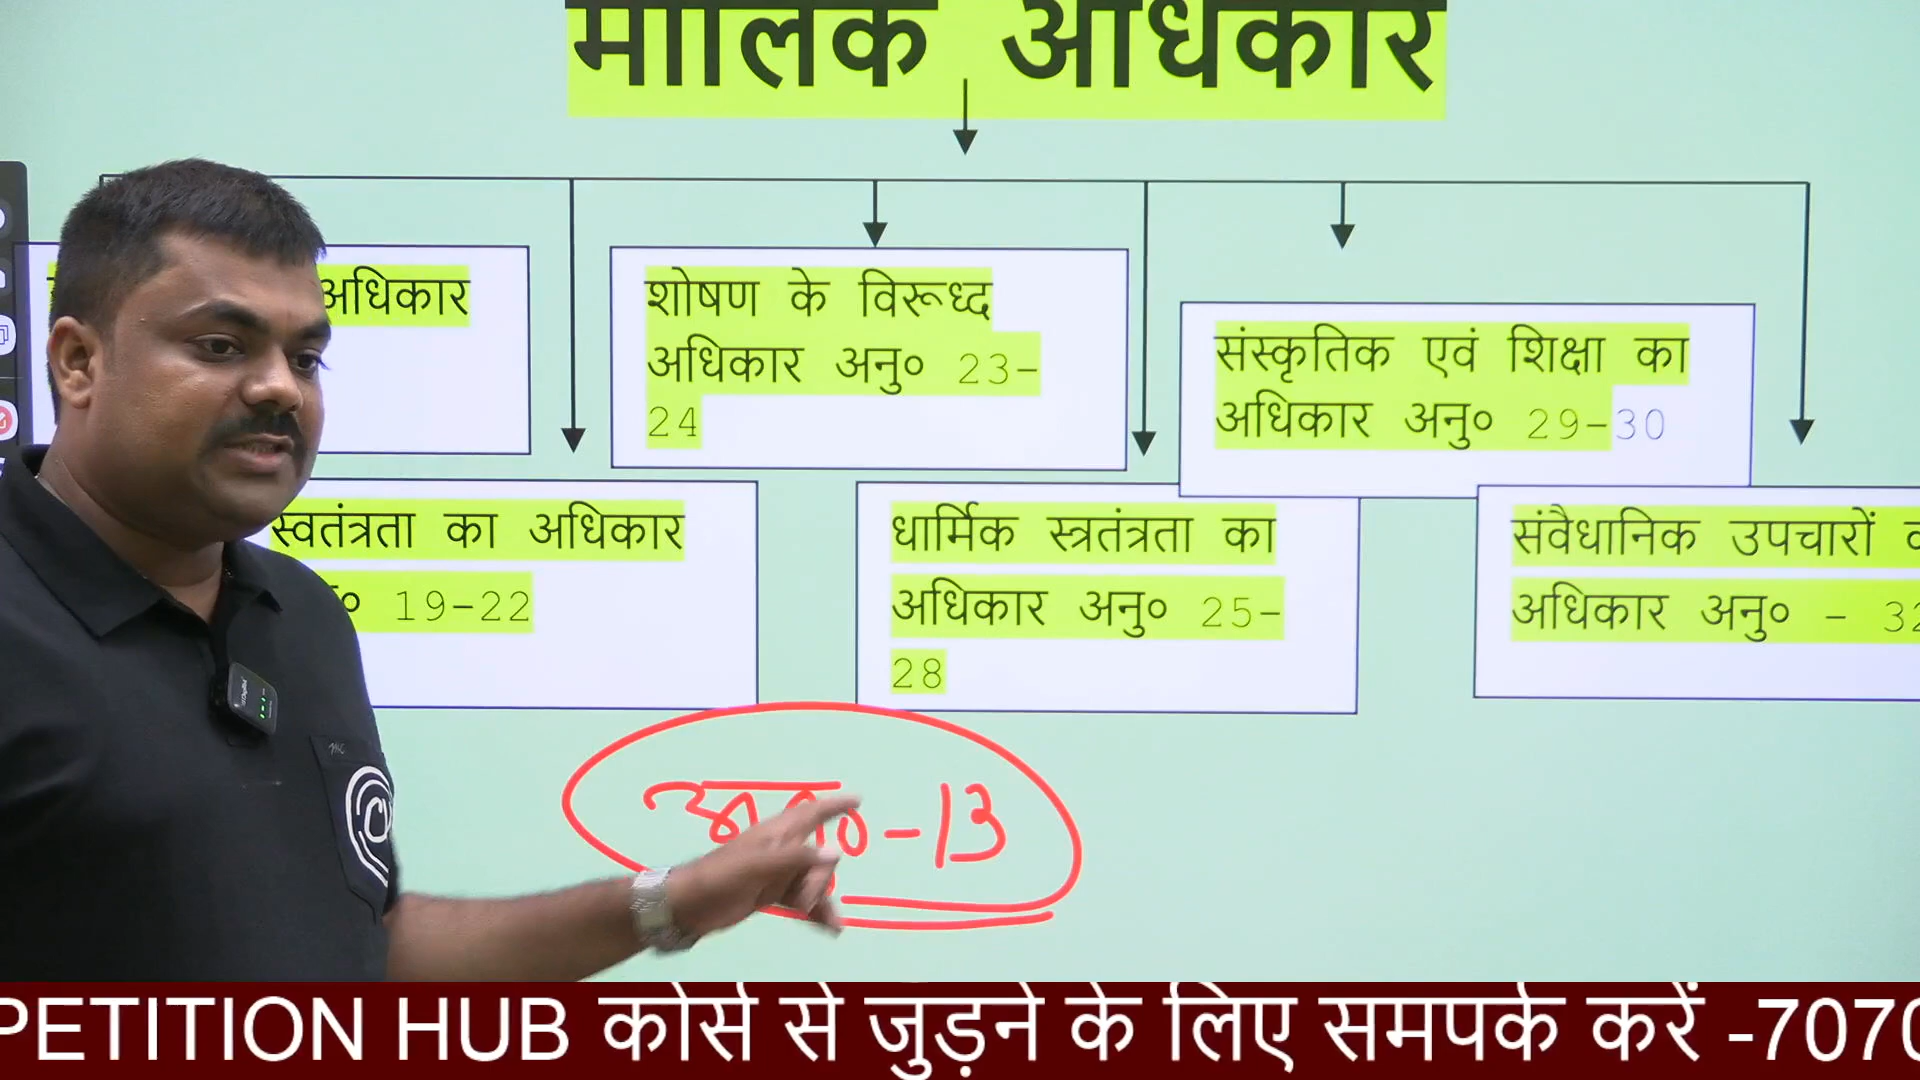 मौलिक अधिकार
अधिकार
शोषण के विरूध्द
अधिकार अनु० 23-
24
संस्कृतिक एवं शिक्षा का
अधिकार अनु० 29-30
स्वतंत्रता का अधिकार
19-22
धार्मिक स्त्रतंत्रता का
अधिकार अनु० 25-
28
संवैधानिक उपचारों
अधिकार अनु० - 32
-13
PETITION HUB कोर्स से जुड़ने के लिए समपर्क करें -7070